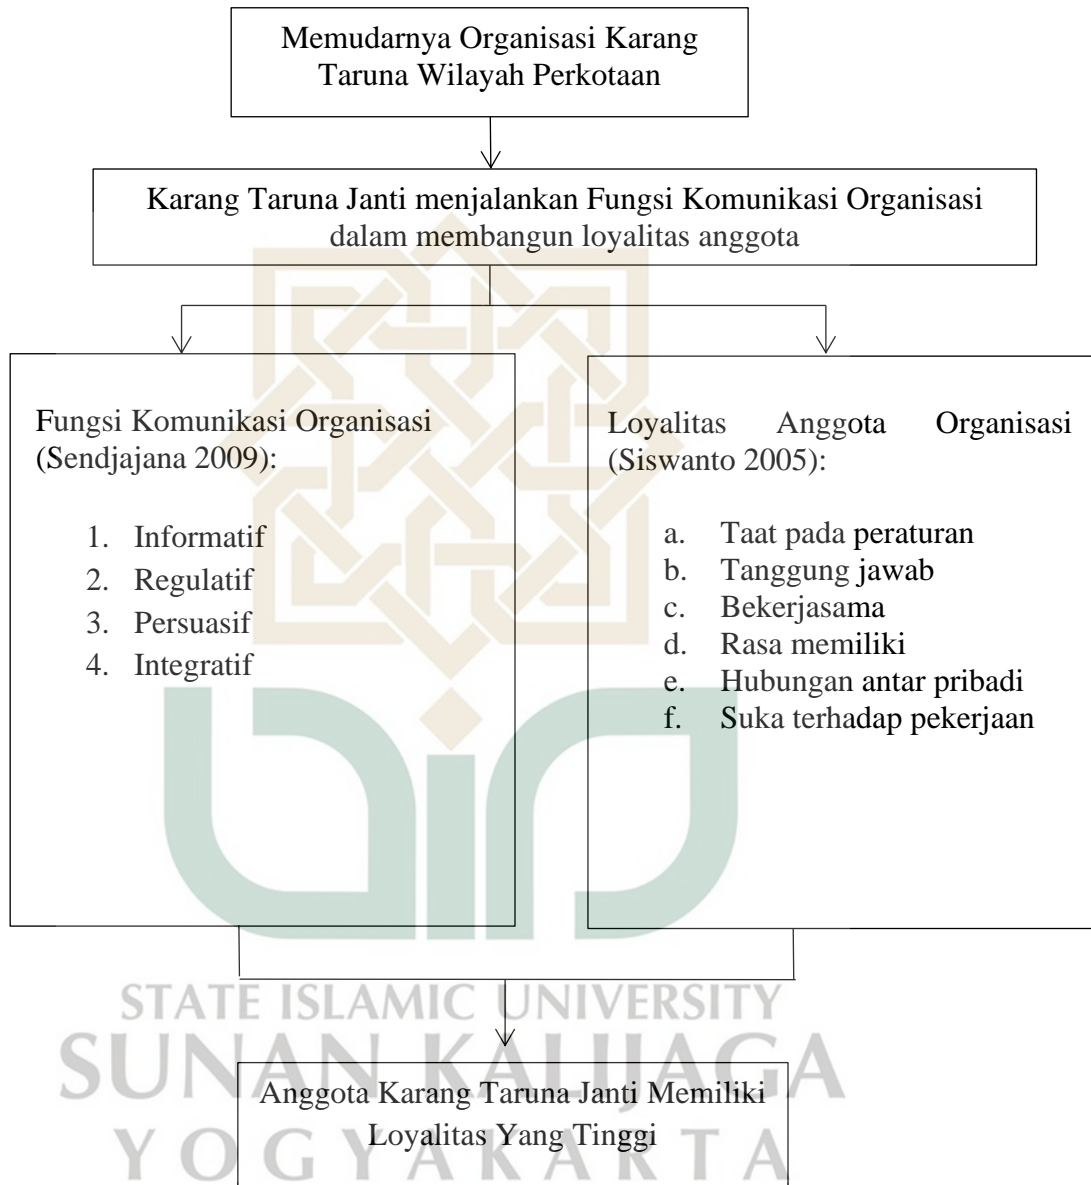 Memudarnya Organisasi Karang
Taruna Wilayah Perkotaan
Karang Taruna Janti menjalankan Fungsi Komunikasi Organisasi
dalam membangun loyalitas anggota
Fungsi Komunikasi Organisasi
(Sendjajana 2009):
1. Informatif
2. Regulatif
3. Persuasif
4. Integratif
Loyalitas Anggota Organisasi
(Siswanto 2005):
a. Taat pada peraturan
b. Tanggung jawab
c. Bekerjasama
d. Rasa memiliki
e. Hubungan antar pribadi
f. Suka terhadap pekerjaan
STATE ISLAMIC UNIVERSITY
SUNAN KALIJAGA
YOGYAKARTA
Anggota Karang Taruna Janti Memiliki
Loyalitas Yang Tinggi